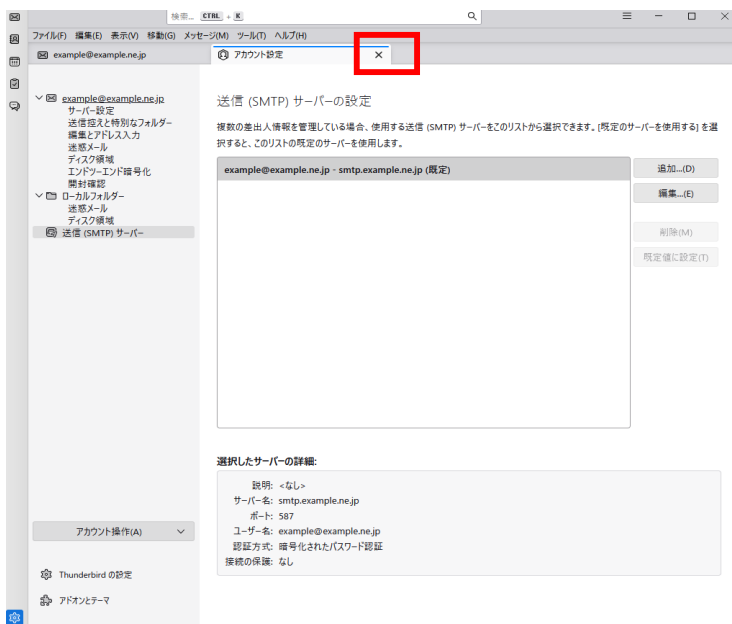 検索... CTRL + K
ファイル(F) 編集(E) 表示(V) 移動(G) メッセージ(M) ツール(T) ヘルプ(H)
example@example.ne.jp
アカウント設定
example@example.ne.jp
サーバー設定
送信控えと特別なフォルダー
編集とアドレス入力
迷惑メール
ディスク領域
エンドツーエンド暗号化
開封確認
ローカルフォルダー
迷惑メール
ディスク領域
送信 (SMTP) サーバー
アカウント操作(A)
Thunderbird の設定
アドオンとテーマ
送信 (SMTP) サーバーの設定
複数の差出人情報を管理している場合、使用する送信 (SMTP) サーバーをこのリストから選択できます。[既定のサーバーを使用する] を選
択すると、このリストの既定のサーバーを使用します。
example@example.ne.jp - smtp.example.ne.jp (既定)
追加...(D)
編集...(E)
削除(M)
既定値に設定(T)
選択したサーバーの詳細:
説明: <なし>
サーバー名: smtp.example.ne.jp
ポート: 587
ユーザー名: example@example.ne.jp
認証方式: 暗号化されたパスワード認証
接続の保護: なし